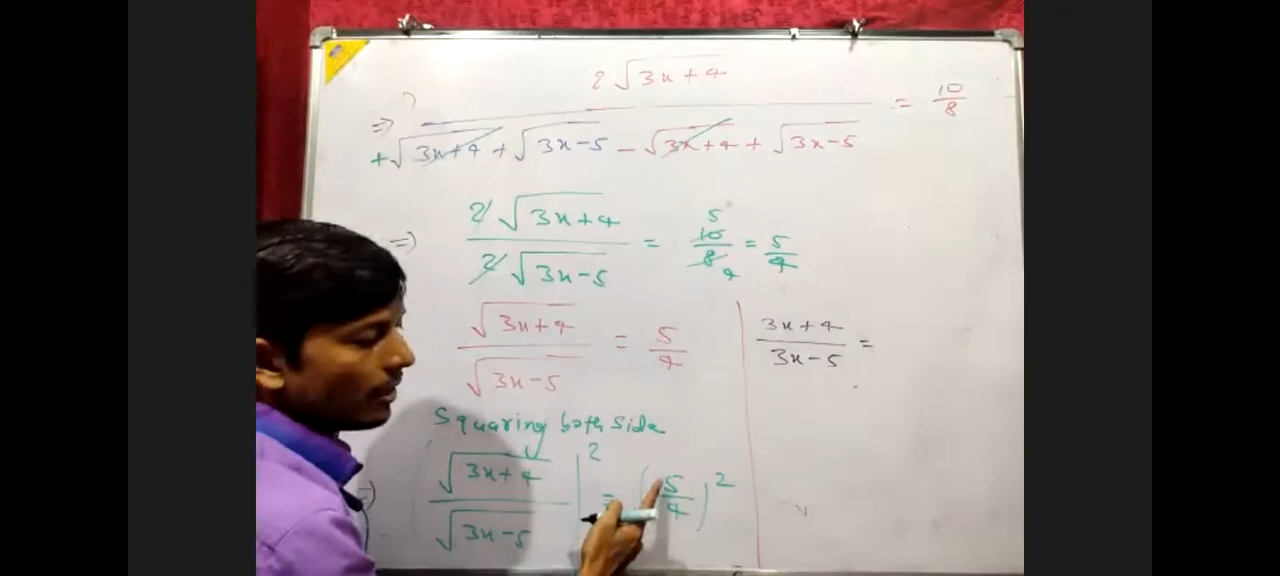 2√3x+4
⇒ ――― = 10/8
+√3x+4 + √3x-5 - √3x+4 + √3x-5
⇒ 2√3x+4 / 2√3x-5 = 10/8 = 5/4
5
4
√3x+4 / √3x-5 = 5/4
Squaring both side
⇒ (√3x+4 / √3x-5)² = (5/4)²
3x+4 / 3x-5 =